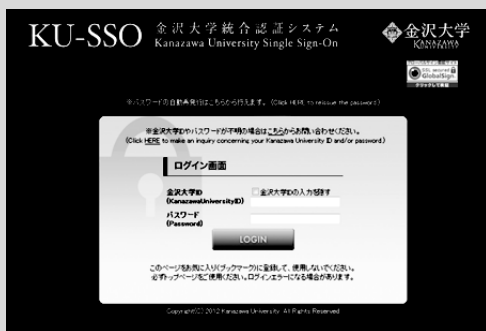 KU-SSO
金沢大学統合認証システム
Kanazawa University Single Sign-On
金沢大学
KANAZAWA
UNIVERSITY
SSL secured
GlobalSign.
クリックして検証
※パスワードの自動再発行はこちらから行えます。 (Click HERE to reissue the password.)
※金沢大学IDやパスワードが不明の場合はこちらからお問い合わせください。
(Click HERE to make an inquiry concerning your Kanazawa University ID and/or password.)
ログイン画面
金沢大学ID
(KanazawaUniversityID)
金沢大学IDの入力を隠す
パスワード
(Password)
LOGIN
このページをお気に入り(ブックマーク)に登録して、使用しないでください。
必ずトップページをご使用ください。ログインエラーになる場合があります。
Copyright(C) 2012 Kanazawa University. All Rights Reserved